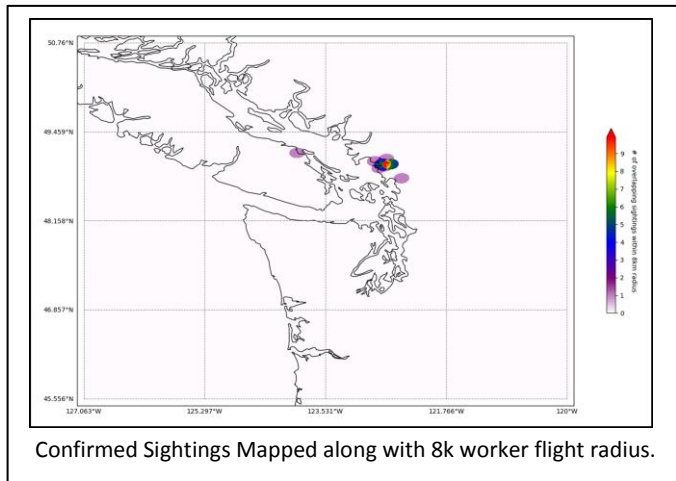 50.76°N
49.459°N
48.158°N
46.857°N
45.556°N
127.063°W 125.297°W 123.531°W 121.766°W 120°W
9
8
7
6
5
4
3
2
1
0
# of overlapping sightings within 8km radius
Confirmed Sightings Mapped along with 8k worker flight radius.